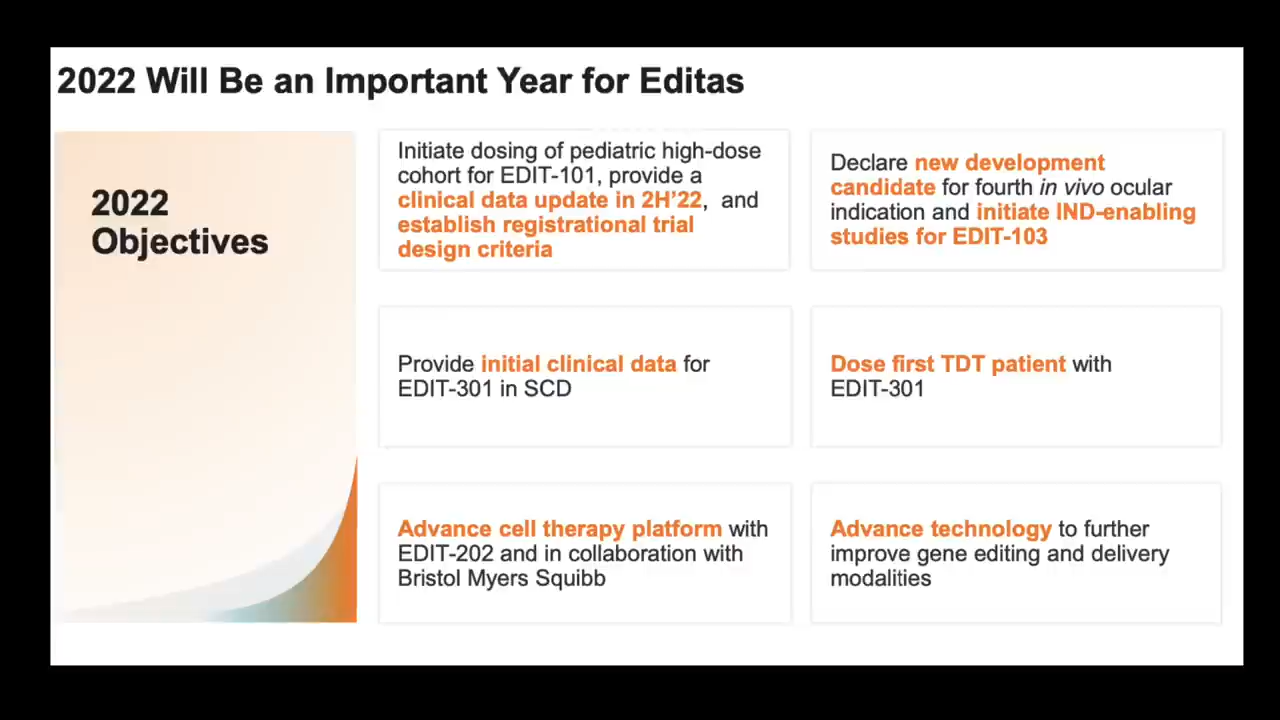 2022 Will Be an Important Year for Editas
2022
Objectives
Initiate dosing of pediatric high-dose
cohort for EDIT-101, provide a
clinical data update in 2H’22, and
establish registrational trial
design criteria
Declare new development
candidate for fourth in vivo ocular
indication and initiate IND-enabling
studies for EDIT-103
Provide initial clinical data for
EDIT-301 in SCD
Dose first TDT patient with
EDIT-301
Advance cell therapy platform with
EDIT-202 and in collaboration with
Bristol Myers Squibb
Advance technology to further
improve gene editing and delivery
modalities